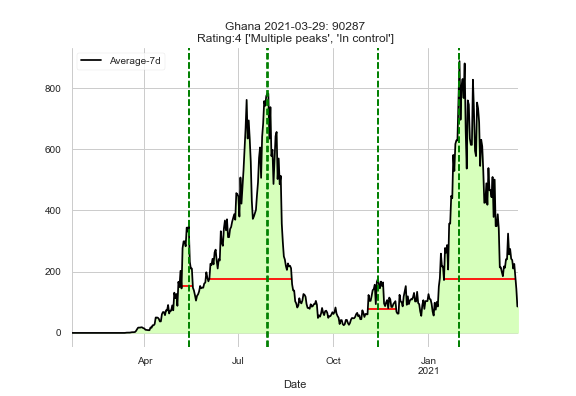 Ghana 2021-03-29: 90287
Rating:4 ['Multiple peaks', 'In control']
Average-7d
800
600
400
200
0
Apr
Jul
Oct
Jan
2021
Date